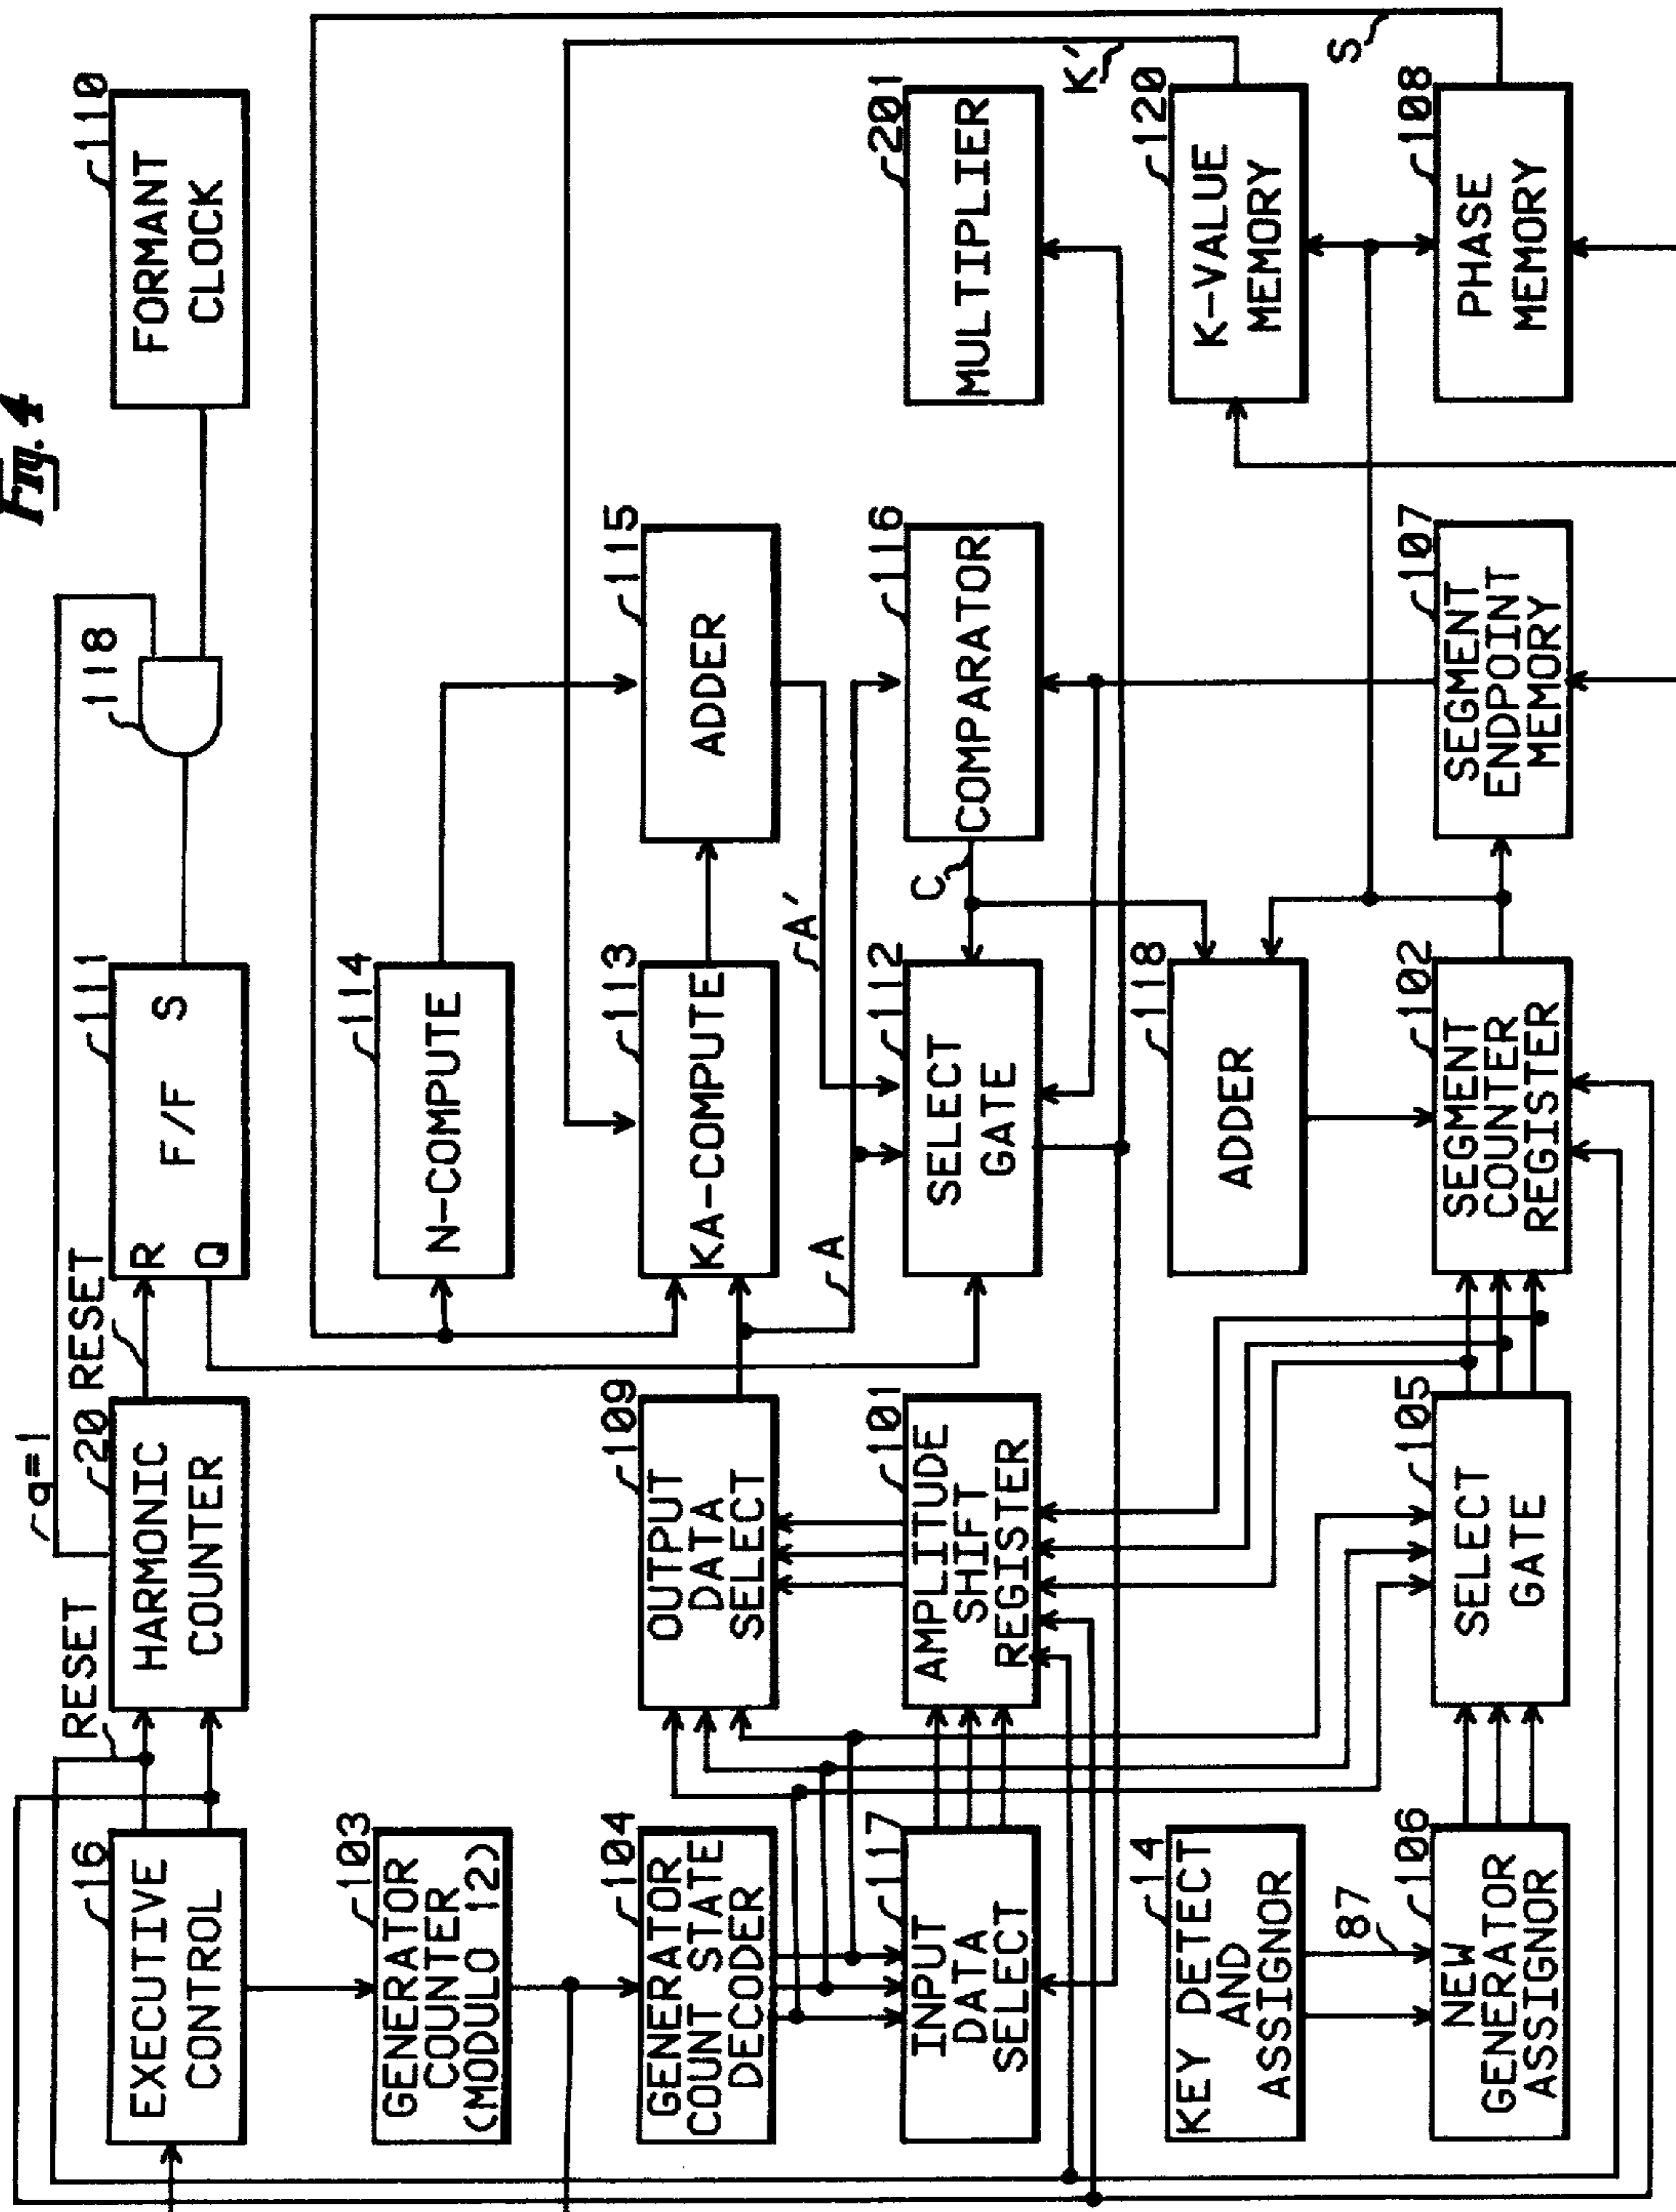 Fig. 4
110
FORMANT
CLOCK
118
111
F/F
S
R
Q
RESET
20
HARMONIC
COUNTER
a=1
RESET
16
EXECUTIVE
CONTROL
114
N-COMPUTE
103
GENERATOR
COUNTER
(MODULO 12)
115
ADDER
113
KA-COMPUTE
109
OUTPUT
DATA
SELECT
104
GENERATOR
COUNT STATE
DECODER
A'
A
201
MULTIPLIER
116
COMPARATOR
C
112
SELECT
GATE
101
AMPLITUDE
SHIFT
REGISTER
117
INPUT
DATA
SELECT
K'
120
K-VALUE
MEMORY
118
ADDER
14
KEY DETECT
AND
ASSIGNOR
87
S
108
PHASE
MEMORY
107
SEGMENT
ENDPOINT
MEMORY
102
SEGMENT
COUNTER
REGISTER
105
SELECT
GATE
106
NEW
GENERATOR
ASSIGNOR